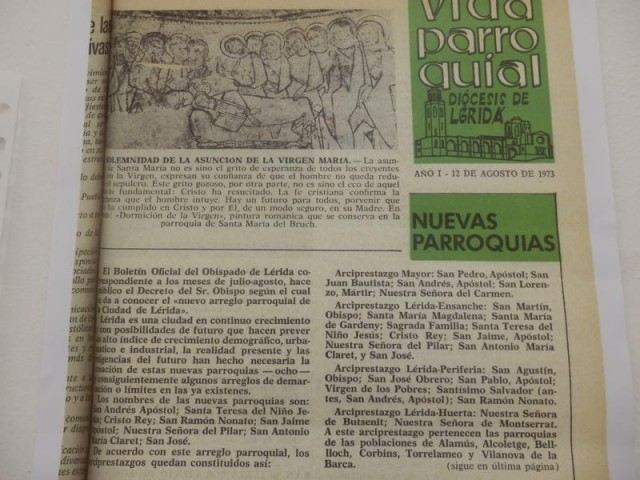 Vida
parro
quial
DIÓCESIS DE
LÉRIDA
AÑO I - 12 DE AGOSTO DE 1973
OLEMNIDAD DE LA ASUNCION DE LA VIRGEN MARIA. — La asun-
de Santa María no es sino el grito de esperanza de todos los creyentes
en la Virgen, expresan su confianza de que el hombre no queda redu-
sepulcro. Este grito gozoso, por otra parte, no es sino el eco de aquel
fundamental: Cristo ha resucitado. La fe cristiana confirma la
que el hombre intuye. Hay un futuro para todos, porvenir que
ha cumplido en Cristo y por Él, de un modo seguro, en su Madre. En
«Dormición de la Virgen», pintura románica que se conserva en la
parroquia de Santa María del Bruch.
NUEVAS
PARROQUIAS
El Boletín Oficial del Obispado de Lérida co-
espondiente a los meses de julio-agosto, hace
público el Decreto del Sr. Obispo según el cual
da a conocer el «nuevo arreglo parroquial de
Ciudad de Lérida».
Lérida es una ciudad en continuo crecimiento
con posibilidades de futuro que hacen prever
alto índice de crecimiento demográfico, urba-
ístico e industrial, la realidad presente y las
igencias del futuro han hecho necesaria la
eación de estas nuevas parroquias —ocho—
onsiguientemente algunos arreglos de demar-
ción o límites en las ya existentes.
Los nombres de las nuevas parroquias son:
an Andrés Apóstol; Santa Teresa del Niño Je-
Cristo Rey; San Ramón Nonato; San Jaime
Apóstol; Nuestra Señora del Pilar; San Antonio
María Claret; San José.
De acuerdo con este arreglo parroquial, los
ciprestazgos quedan constituidos así:
Arciprestazgo Mayor: San Pedro, Apóstol; San
Juan Bautista; San Andrés, Apóstol; San Loren-
zo, Mártir; Nuestra Señora del Carmen.
Arciprestazgo Lérida-Ensanche: San Martín,
Obispo; Santa María Magdalena; Santa María
de Gardeny; Sagrada Familia; Santa Teresa del
Niño Jesús; Cristo Rey; San Jaime, Apóstol;
Nuestra Señora del Pilar; San Antonio María
Claret, y San José.
Arciprestazgo Lérida-Periferia: San Agustín,
Obispo; San José Obrero; San Pablo, Apóstol;
Virgen de los Pobres; Santísimo Salvador (an-
tes, San Andrés, Apóstol); San Ramón Nonato.
Arciprestazgo Lérida-Huerta: Nuestra Señora
de Butsenit; Nuestra Señora de Montserrat.
A este arciprestazgo pertenecen las parroquias
de las poblaciones de Alamús, Alcoletge, Bell-
lloch, Corbins, Torrelameo y Vilanova de la
Barca.
(sigue en última página)